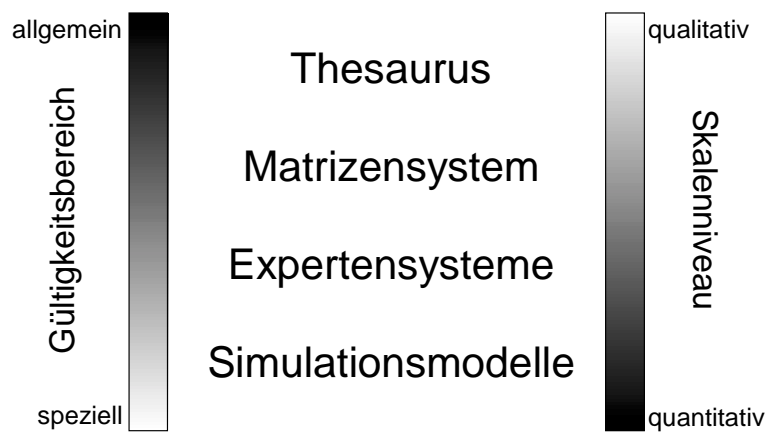 allgemein
qualitativ
Thesaurus
Gültigkeitsbereich
Matrizensystem
Skalenniveau
Expertensysteme
Simulationsmodelle
speziell
quantitativ